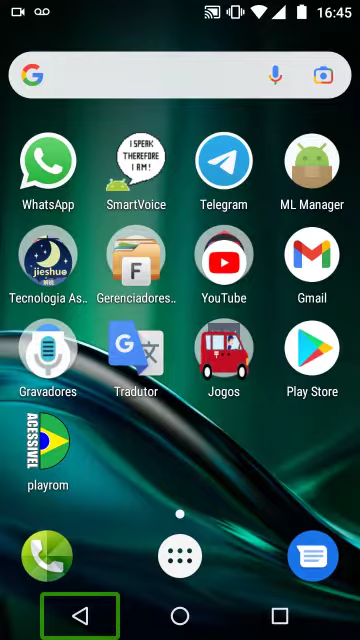 16:45
G
I SPEAK
THEREFORE
I AM!
WhatsApp
SmartVoice
Telegram
ML Manager
jieshue
F
Tecnologia As..
Gerenciadores..
YouTube
Gmail
G
Gravadores
Tradutor
Jogos
Play Store
ACESSIVEL
playrom